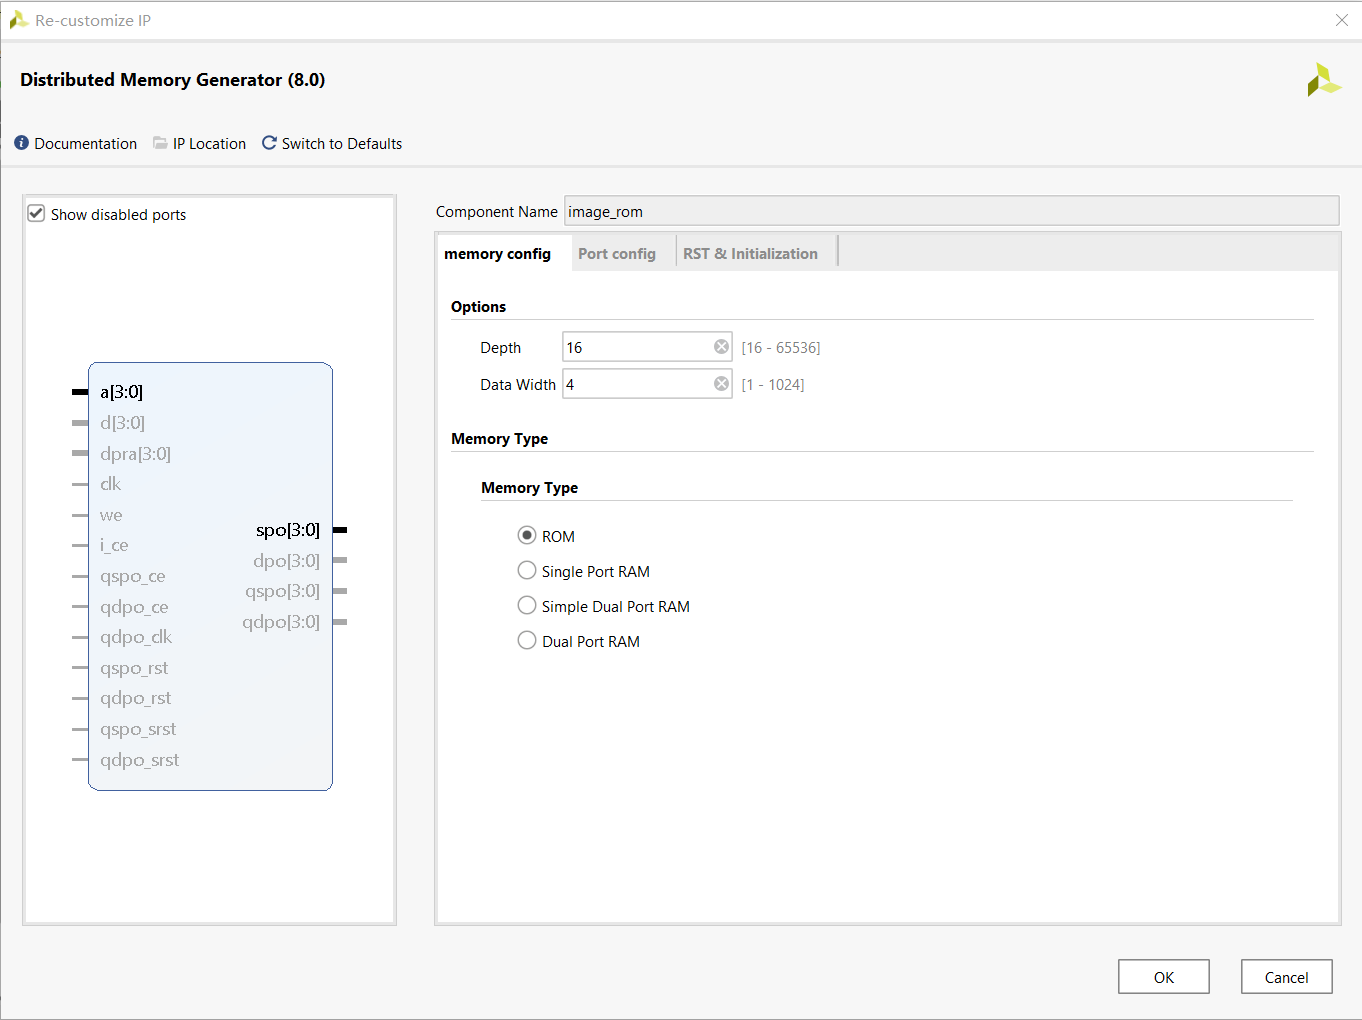 Re-customize IP
Distributed Memory Generator (8.0)
Documentation IP Location Switch to Defaults
Show disabled ports
a[3:0]
d[3:0]
dpra[3:0]
clk
we
i_ce
qspo_ce
qdpo_ce
qdpo_clk
qspo_rst
qdpo_rst
qspo_srst
qdpo_srst
spo[3:0]
dpo[3:0]
qspo[3:0]
qdpo[3:0]
Component Name image_rom
memory config Port config RST & Initialization
Options
Depth 16 [16 - 65536]
Data Width 4 [1 - 1024]
Memory Type
Memory Type
ROM
Single Port RAM
Simple Dual Port RAM
Dual Port RAM
OK Cancel